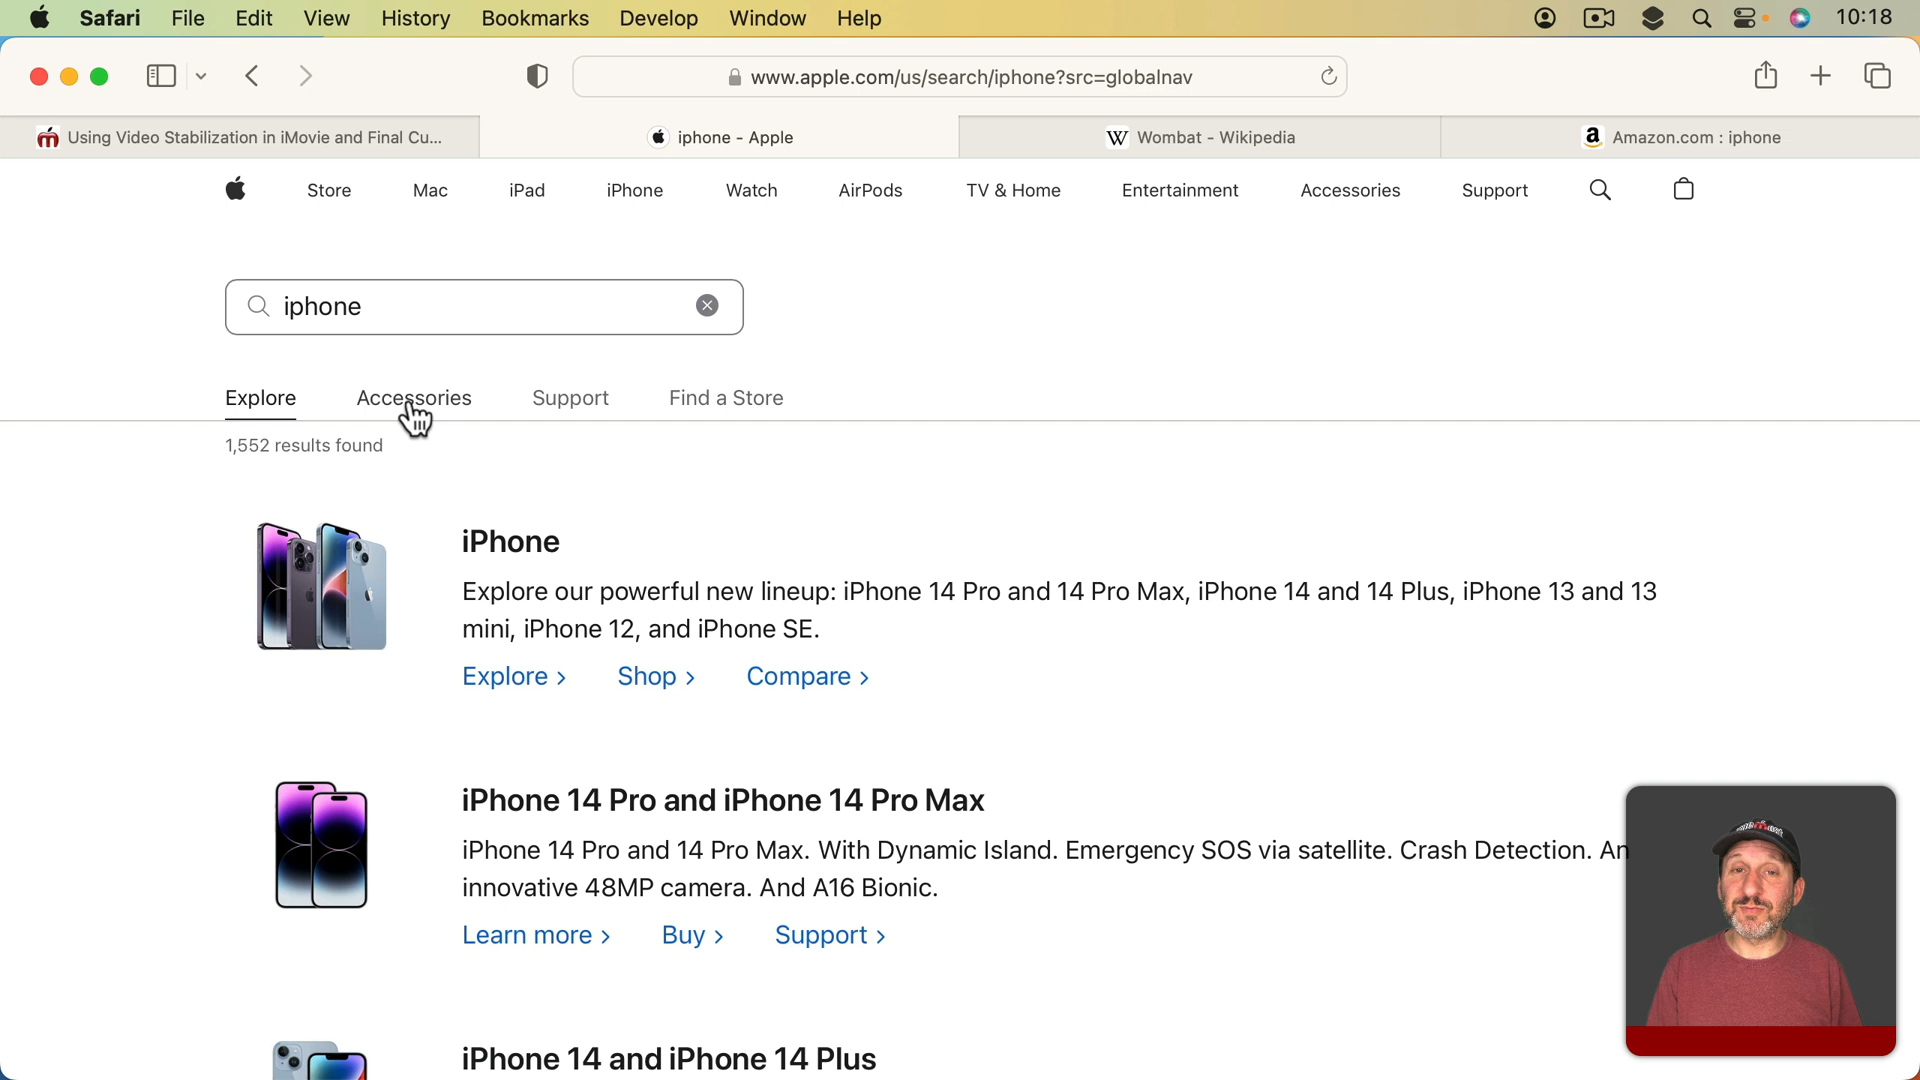 Safari File Edit View History Bookmarks Develop Window Help 10:18
www.apple.com/us/search/iphone?src=globalnav
Using Video Stabilization in iMovie and Final Cu...
iphone - Apple
W Wombat - Wikipedia
a Amazon.com : iphone
Store Mac iPad iPhone Watch AirPods TV & Home Entertainment Accessories Support
iphone
Explore Accessories Support Find a Store
1,552 results found
iPhone
Explore our powerful new lineup: iPhone 14 Pro and 14 Pro Max, iPhone 14 and 14 Plus, iPhone 13 and 13
mini, iPhone 12, and iPhone SE.
Explore > Shop > Compare >
iPhone 14 Pro and iPhone 14 Pro Max
iPhone 14 Pro and 14 Pro Max. With Dynamic Island. Emergency SOS via satellite. Crash Detection. An
innovative 48MP camera. And A16 Bionic.
Learn more > Buy > Support >
iPhone 14 and iPhone 14 Plus